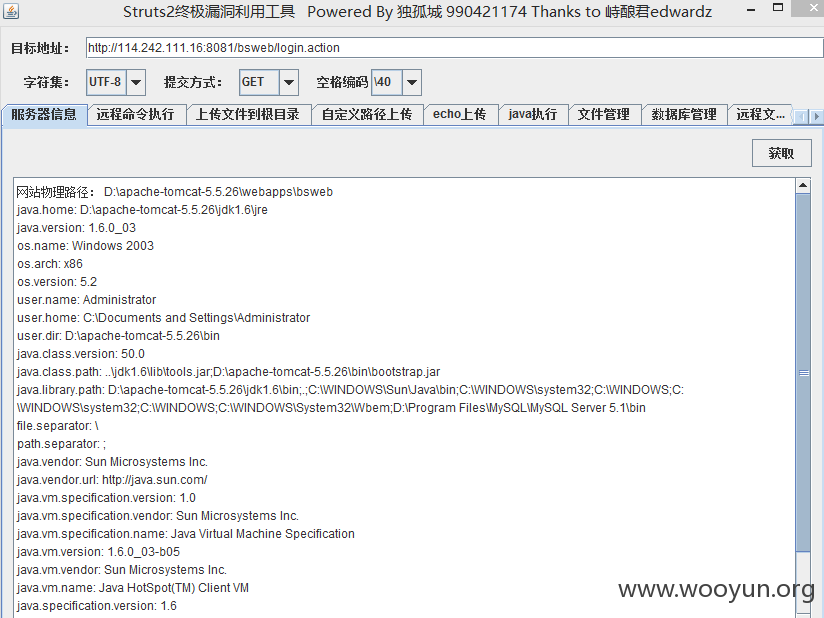 Struts2终极漏洞利用工具 Powered By 独孤城 990421174 Thanks to 峙酿君edwardz
目标地址： http://114.242.111.16:8081/bsweb/login.action
字符集： UTF-8 提交方式： GET 空格编码 \40
服务器信息 远程命令执行 上传文件到根目录 自定义路径上传 echo上传 java执行 文件管理 数据库管理 远程文...
获取
网站物理路径： D:\apache-tomcat-5.5.26\webapps\bsweb
java.home: D:\apache-tomcat-5.5.26\jdk1.6\jre
java.version: 1.6.0_03
os.name: Windows 2003
os.arch: x86
os.version: 5.2
user.name: Administrator
user.home: C:\Documents and Settings\Administrator
user.dir: D:\apache-tomcat-5.5.26\bin
java.class.version: 50.0
java.class.path: ..\jdk1.6\lib\tools.jar;D:\apache-tomcat-5.5.26\bin\bootstrap.jar
java.library.path: D:\apache-tomcat-5.5.26\jdk1.6\bin;.;C:\WINDOWS\Sun\Java\bin;C:\WINDOWS\system32;C:\WINDOWS;C:
\WINDOWS\system32;C:\WINDOWS;C:\WINDOWS\System32\Wbem;D:\Program Files\MySQL\MySQL Server 5.1\bin
file.separator: \
path.separator: ;
java.vendor: Sun Microsystems Inc.
java.vendor.url: http://java.sun.com/
java.vm.specification.version: 1.0
java.vm.specification.vendor: Sun Microsystems Inc.
java.vm.specification.name: Java Virtual Machine Specification
java.vm.version: 1.6.0_03-b05
java.vm.vendor: Sun Microsystems Inc.
java.vm.name: Java HotSpot(TM) Client VM
java.specification.version: 1.6
www.wooyun.org